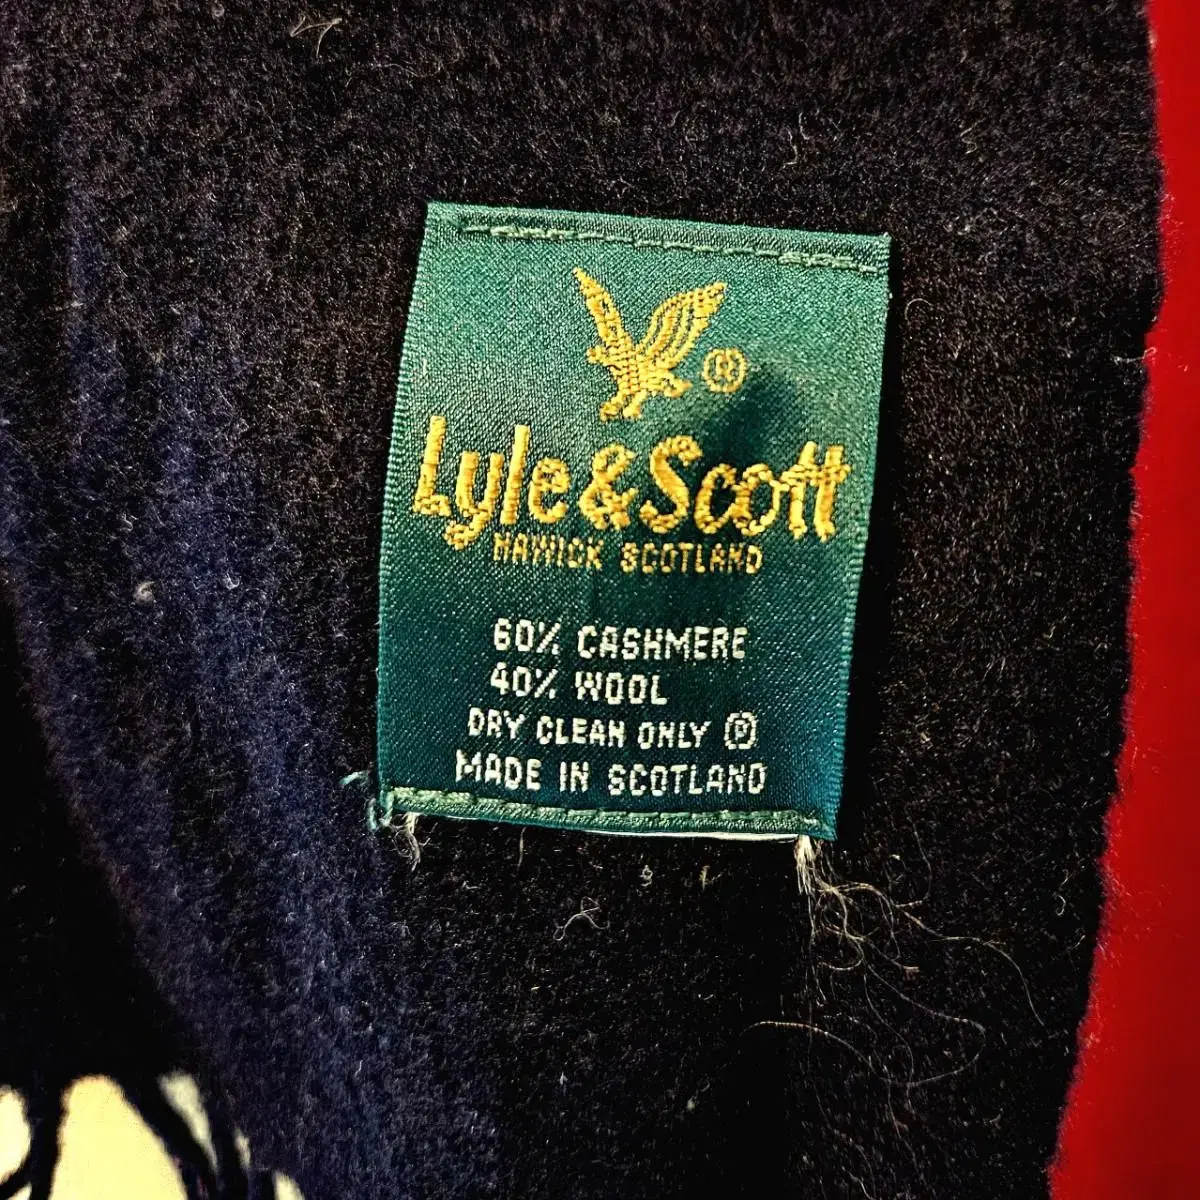 ®
Lyle & Scott
HAWICK SCOTLAND
60% CASHMERE
40% WOOL
DRY CLEAN ONLY Ⓟ
MADE IN SCOTLAND